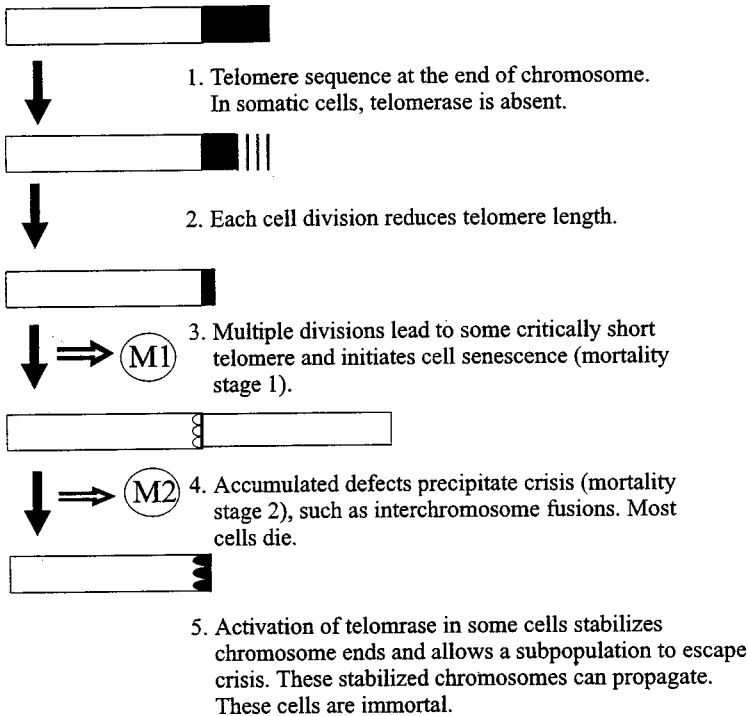 1. Telomere sequence at the end of chromosome.
In somatic cells, telomerase is absent.
2. Each cell division reduces telomere length.
M1
3. Multiple divisions lead to some critically short
telomere and initiates cell senescence (mortality
stage 1).
M2
4. Accumulated defects precipitate crisis (mortality
stage 2), such as interchromosome fusions. Most
cells die.
5. Activation of telomrase in some cells stabilizes
chromosome ends and allows a subpopulation to escape
crisis. These stabilized chromosomes can propagate.
These cells are immortal.